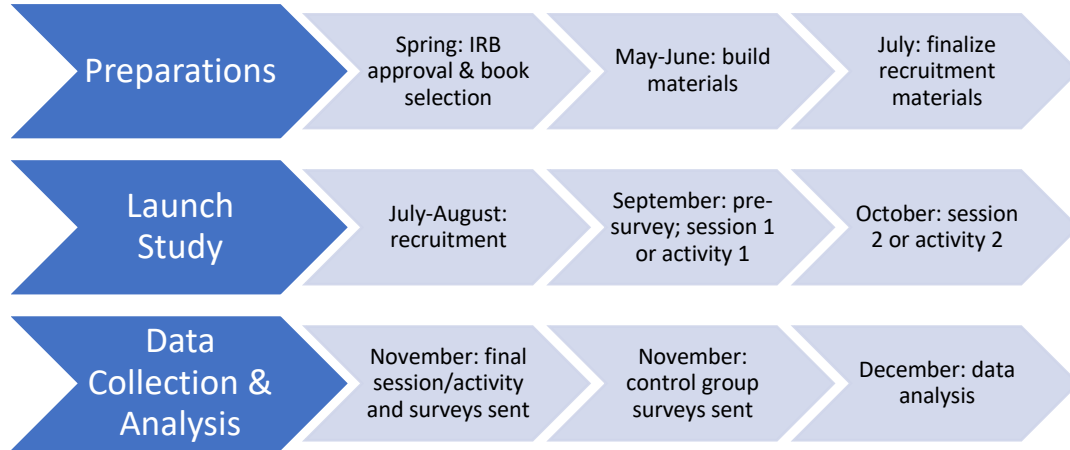 Preparations
Spring: IRB
approval & book
selection
May-June: build
materials
July: finalize
recruitment
materials
Launch
Study
July-August:
recruitment
September: pre-
survey; session 1
or activity 1
October: session
2 or activity 2
Data
Collection &
Analysis
November: final
session/activity
and surveys sent
November:
control group
surveys sent
December: data
analysis